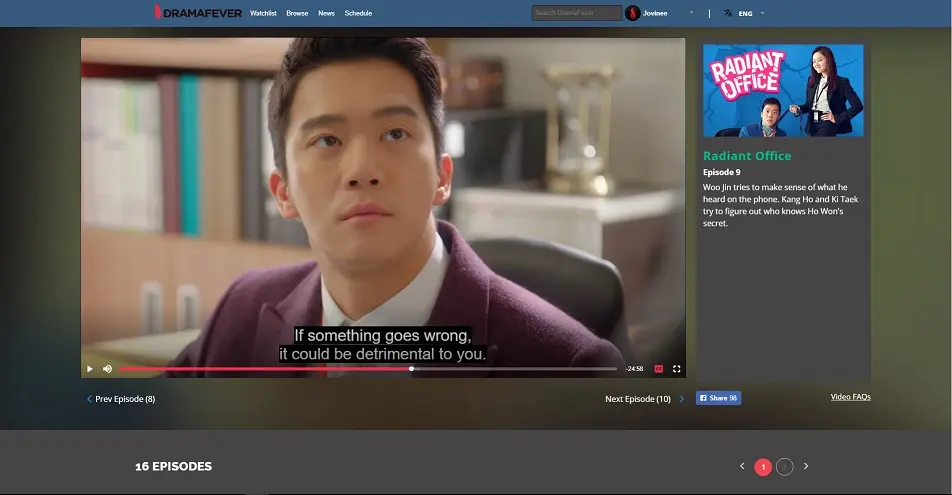 DRAMAFEVER
Watchlist
Browse
News
Schedule
Search DramaFever
Jovinee
ENG
RADIANT
OFFICE
Radiant Office
Episode 9
Woo Jin tries to make sense of what he
heard on the phone. Kang Ho and Ki Taek
try to figure out who knows Ho Won's
secret.
If something goes wrong,
it could be detrimental to you.
-24:58
CC
Prev Episode (8)
Next Episode (10)
Share 98
Video FAQs
16 EPISODES
1
2